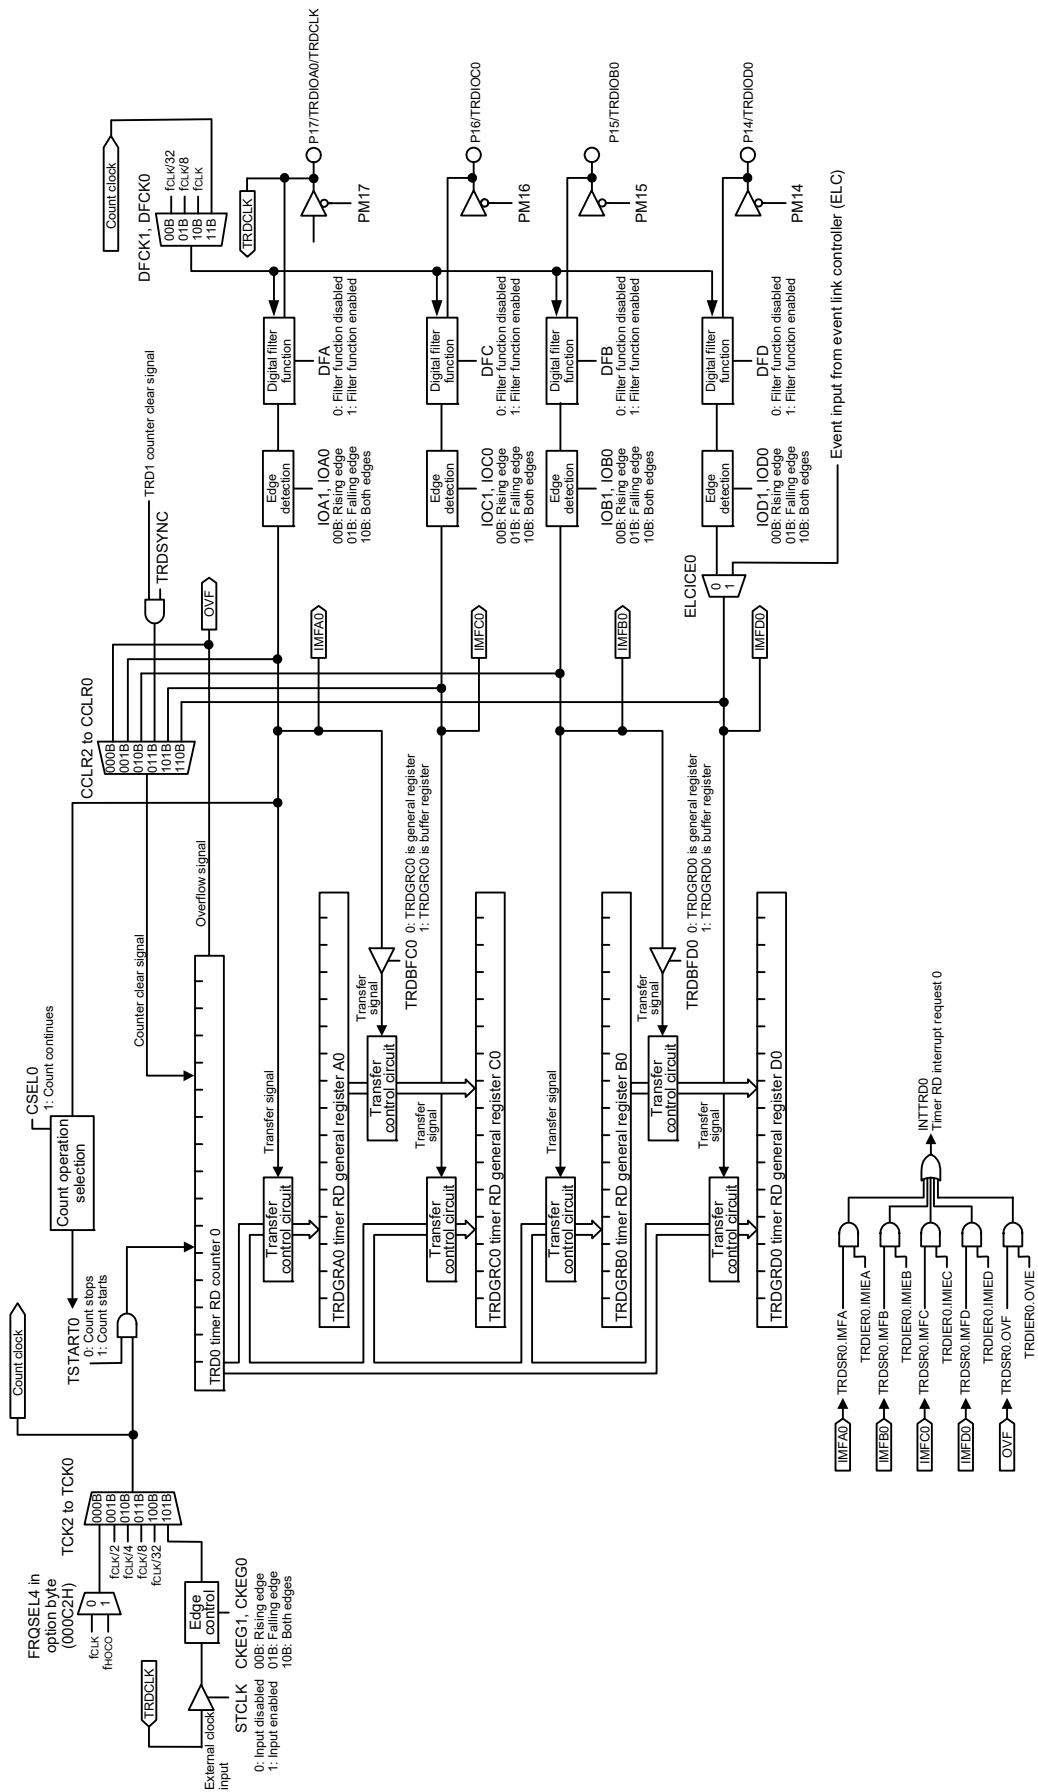 FRQSEL4 in
option byte
(000C2H)
fCLK
fHOCO
0
1
TCK2 to TCK0
000B
001B
010B
011B
100B
101B
fCLK/2
fCLK/4
fCLK/8
fCLK/32
TRDCLK
External clock
input
STCLK
0: Input disabled
1: Input enabled
Edge
control
CKEG1, CKEG0
00B: Rising edge
01B: Falling edge
10B: Both edges
Count clock
TSTART0
0: Count stops
1: Count starts
Count operation
selection
CSEL0
1: Count continues
Counter clear signal
Overflow signal
TRD0 timer RD counter 0
CCLR2 to CCLR0
000B
001B
010B
011B
101B
110B
TRD1 counter clear signal
TRDSYNC
OVF
DFCK1, DFCK0
Count clock
00B
01B
10B
11B
fCLK/32
fCLK/8
fCLK
TRDCLK
P17/TRDIOA0/TRDCLK
PM17
Digital filter
function
DFA
0: Filter function disabled
1: Filter function enabled
Edge
detection
IOA1, IOA0
00B: Rising edge
01B: Falling edge
10B: Both edges
IMFA0
Transfer signal
Transfer
control circuit
TRDGRA0 timer RD general register A0
Transfer
signal
Transfer
control circuit
TRDBFC0
0: TRDGRC0 is general register
1: TRDGRC0 is buffer register
P16/TRDIOC0
PM16
Digital filter
function
DFC
0: Filter function disabled
1: Filter function enabled
Edge
detection
IOC1, IOC0
00B: Rising edge
01B: Falling edge
10B: Both edges
IMFC0
Transfer
signal
Transfer
control circuit
TRDGRC0 timer RD general register C0
P15/TRDIOB0
PM15
Digital filter
function
DFB
0: Filter function disabled
1: Filter function enabled
Edge
detection
IOB1, IOB0
00B: Rising edge
01B: Falling edge
10B: Both edges
IMFB0
Transfer signal
Transfer
control circuit
TRDGRB0 timer RD general register B0
Transfer
signal
Transfer
control circuit
TRDBFD0
0: TRDGRD0 is general register
1: TRDGRD0 is buffer register
P14/TRDIOD0
PM14
Digital filter
function
DFD
0: Filter function disabled
1: Filter function enabled
Edge
detection
IOD1, IOD0
00B: Rising edge
01B: Falling edge
10B: Both edges
ELCICE0
0
1
Event input from event link controller (ELC)
IMFD0
Transfer
signal
Transfer
control circuit
TRDGRD0 timer RD general register D0
IMFA0
TRDSR0.IMFA
TRDIER0.IMIEA
IMFB0
TRDSR0.IMFB
TRDIER0.IMIEB
IMFC0
TRDSR0.IMFC
TRDIER0.IMIEC
IMFD0
TRDSR0.IMFD
TRDIER0.IMIED
OVF
TRDSR0.OVF
TRDIER0.OVIE
INTTRD0
Timer RD interrupt request 0